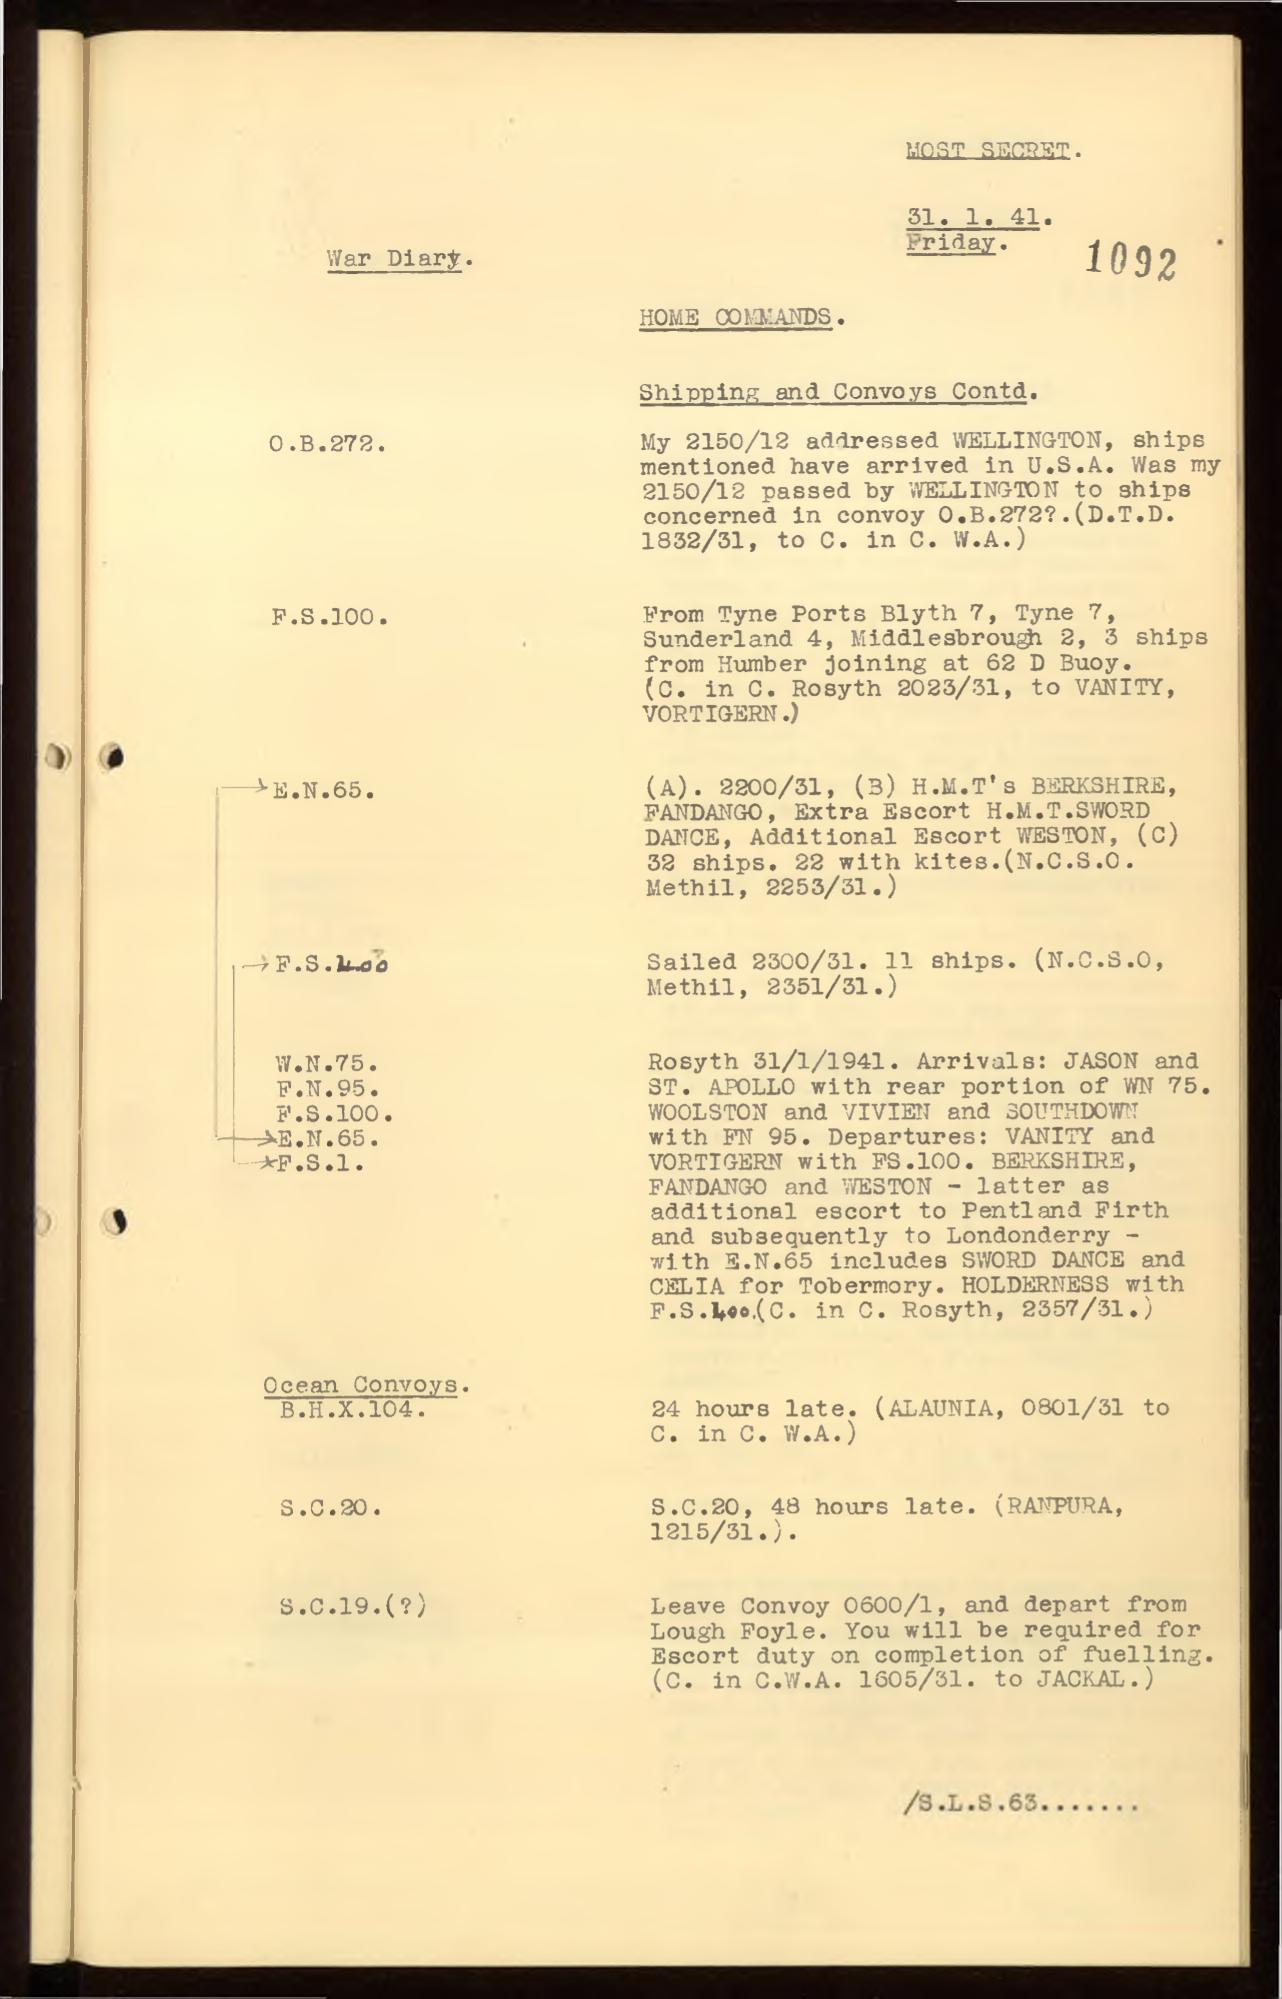 MOST SECRET.
31. 1. 41.
Friday.
1092
War Diary.
HOME COMMANDS.
Shipping and Convoys Contd.
O.B.272.
My 2150/12 addressed WELLINGTON, ships
mentioned have arrived in U.S.A. Was my
2150/12 passed by WELLINGTON to ships
concerned in convoy O.B.272?.(D.T.D.
1832/31, to C. in C. W.A.)
F.S.100.
From Tyne Ports Blyth 7, Tyne 7,
Sunderland 4, Middlesbrough 2, 3 ships
from Humber joining at 62 D Buoy.
(C. in C. Rosyth 2023/31, to VANITY,
VORTIGERN.)
E.N.65.
(A). 2200/31, (B) H.M.T's BERKSHIRE,
FANDANGO, Extra Escort H.M.T.SWORD
DANCE, Additional Escort WESTON, (C)
32 ships. 22 with kites.(N.C.S.O.
Methil, 2253/31.)
F.S.400
Sailed 2300/31. 11 ships. (N.C.S.O,
Methil, 2351/31.)
W.N.75.
F.N.95.
F.S.100.
E.N.65.
F.S.1.
Rosyth 31/1/1941. Arrivals: JASON and
ST. APOLLO with rear portion of WN 75.
WOOLSTON and VIVIEN and SOUTHDOWN
with FN 95. Departures: VANITY and
VORTIGERN with FS.100. BERKSHIRE,
FANDANGO and WESTON - latter as
additional escort to Pentland Firth
and subsequently to Londonderry -
with E.N.65 includes SWORD DANCE and
CELIA for Tobermory. HOLDERNESS with
F.S.400.(C. in C. Rosyth, 2357/31.)
Ocean Convoys.
B.H.X.104.
24 hours late. (ALAUNIA, 0801/31 to
C. in C. W.A.)
S.C.20.
S.C.20, 48 hours late. (RANPURA,
1215/31.).
S.C.19.(?)
Leave Convoy 0600/1, and depart from
Lough Foyle. You will be required for
Escort duty on completion of fuelling.
(C. in C.W.A. 1605/31. to JACKAL.)
/S.L.S.63.......